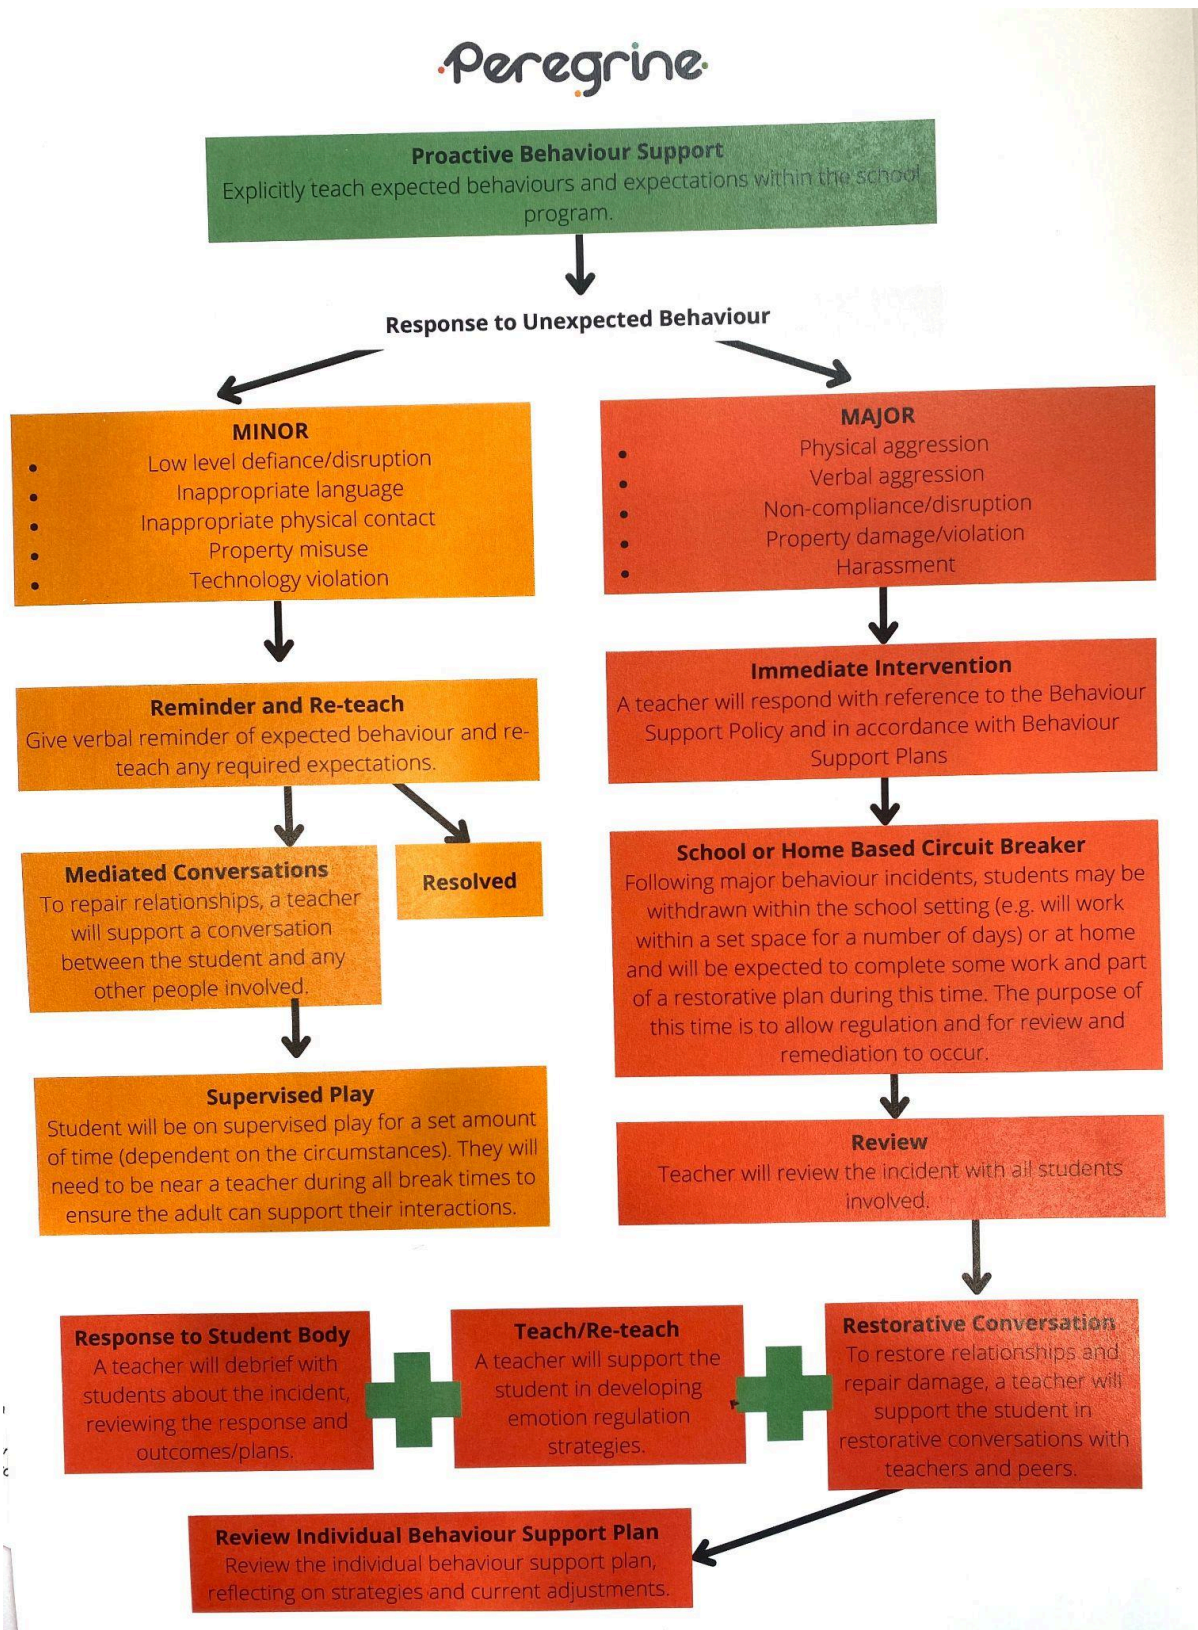 Peregrine
Proactive Behaviour Support
Explicitly teach expected behaviours and expectations within the school
program.
Response to Unexpected Behaviour
MINOR
• Low level defiance/disruption
• Inappropriate language
• Inappropriate physical contact
• Property misuse
• Technology violation
Reminder and Re-teach
Give verbal reminder of expected behaviour and re-
teach any required expectations.
Mediated Conversations
To repair relationships, a teacher
will support a conversation
between the student and any
other people involved.
Resolved
Supervised Play
Student will be on supervised play for a set amount
of time (dependent on the circumstances). They will
need to be near a teacher during all break times to
ensure the adult can support their interactions.
MAJOR
• Physical aggression
• Verbal aggression
• Non-compliance/disruption
• Property damage/violation
• Harassment
Immediate Intervention
A teacher will respond with reference to the Behaviour
Support Policy and in accordance with Behaviour
Support Plans
School or Home Based Circuit Breaker
Following major behaviour incidents, students may be
withdrawn within the school setting (e.g. will work
within a set space for a number of days) or at home
and will be expected to complete some work and part
of a restorative plan during this time. The purpose of
this time is to allow regulation and for review and
remediation to occur.
Review
Teacher will review the incident with all students
involved.
Response to Student Body
A teacher will debrief with
students about the incident,
reviewing the response and
outcomes/plans.
Teach/Re-teach
A teacher will support the
student in developing
emotion regulation
strategies.
Restorative Conversation
To restore relationships and
repair damage, a teacher will
support the student in
restorative conversations with
teachers and peers.
Review Individual Behaviour Support Plan
Review the individual behaviour support plan,
reflecting on strategies and current adjustments.